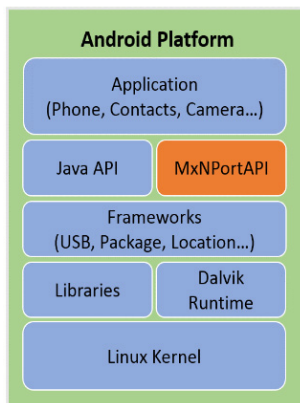 Android Platform
Application
(Phone, Contacts, Camera...)
Java API
MxNPortAPI
Frameworks
(USB, Package, Location...)
Libraries
Dalvik
Runtime
Linux Kernel